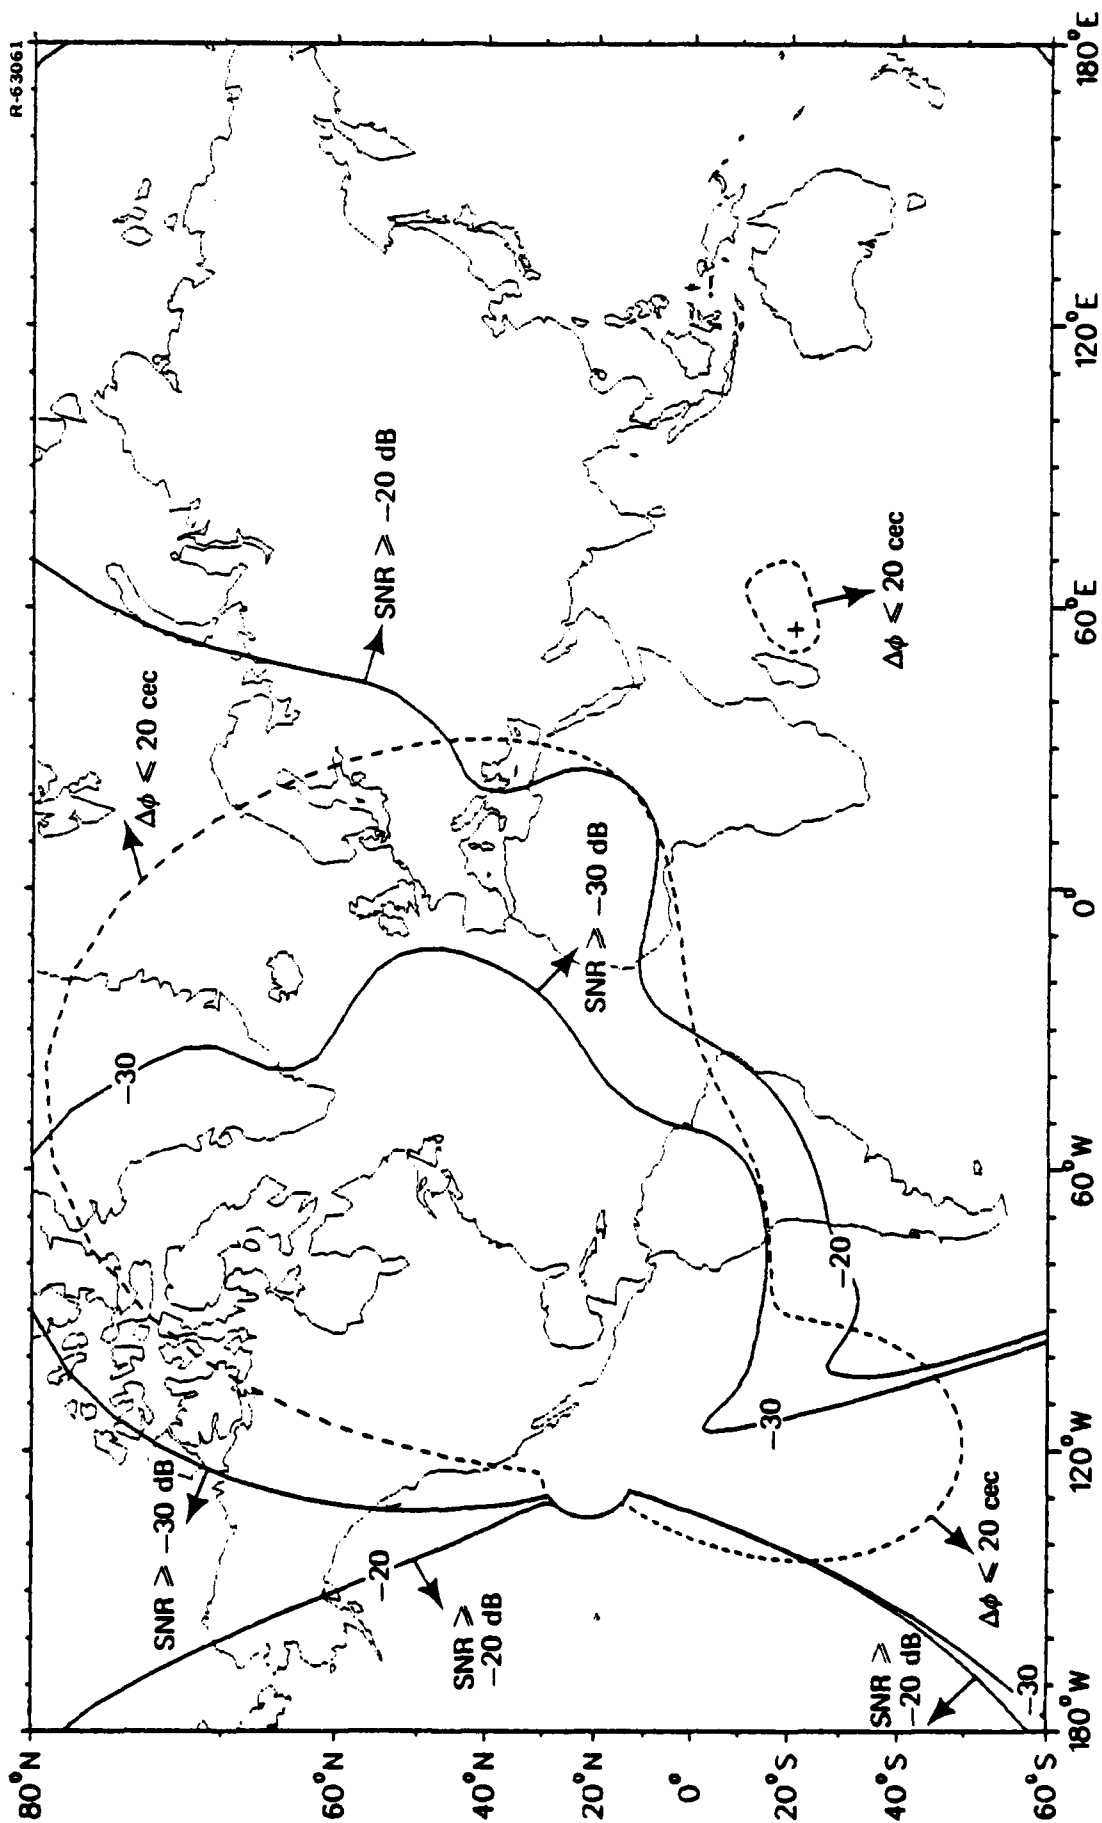 R-63061
80°N
60°N
40°N
20°N
0°
20°S
40°S
60°S
180°W
120°W
60°W
0°
60°E
120°E
180°E
SNR ⩾ −30 dB
−20
SNR ⩾
−20 dB
SNR ⩾
−20 dB
−30
Δφ ⩽ 20 cec
−30
−20
−30
SNR ⩾ −30 dB
Δφ ⩽ 20 cec
SNR ⩾ −20 dB
Δφ ⩽ 20 cec
+